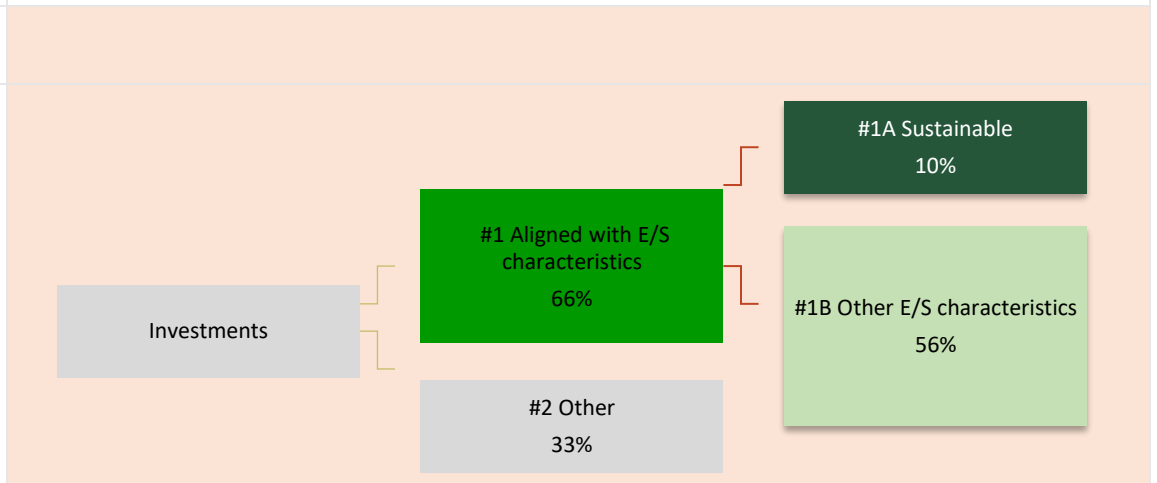 Investments
#1 Aligned with E/S
characteristics
66%
#2 Other
33%
#1A Sustainable
10%
#1B Other E/S characteristics
56%